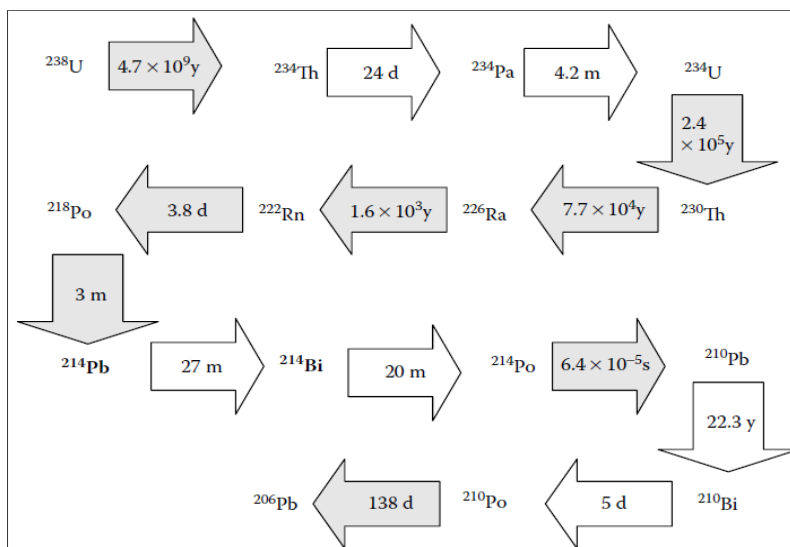 ²³⁸U 4.7 × 10⁹y ²³⁴Th 24 d ²³⁴Pa 4.2 m ²³⁴U
2.4
× 10⁵y
²¹⁸Po 3.8 d ²²²Rn 1.6 × 10³y ²²⁶Ra 7.7 × 10⁴y ²³⁰Th
3 m
²¹⁴Pb 27 m ²¹⁴Bi 20 m ²¹⁴Po 6.4 × 10⁻⁵s ²¹⁰Pb
22.3 y
²⁰⁶Pb 138 d ²¹⁰Po 5 d ²¹⁰Bi